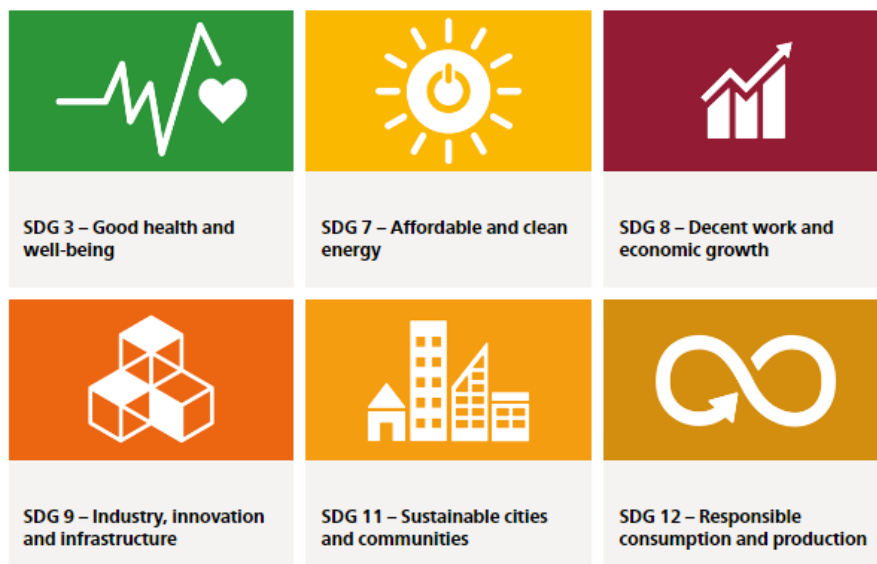 SDG 3 – Good health and
well-being
SDG 7 – Affordable and clean
energy
SDG 8 – Decent work and
economic growth
SDG 9 – Industry, innovation
and infrastructure
SDG 11 – Sustainable cities
and communities
SDG 12 – Responsible
consumption and production